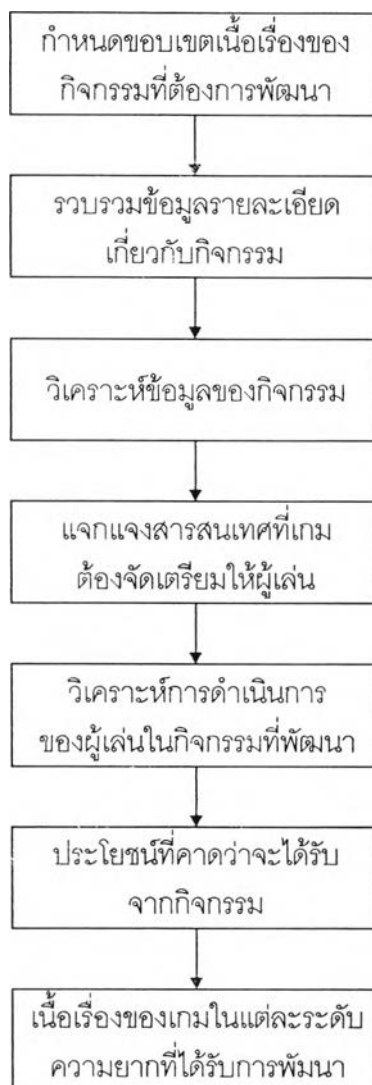 กำหนดขอบเขตเนื้อเรื่องของ
กิจกรรมที่ต้องการพัฒนา
รวบรวมข้อมูลรายละเอียด
เกี่ยวกับกิจกรรม
วิเคราะห์ข้อมูลของกิจกรรม
แจกแจงสารสนเทศที่เกม
ต้องจัดเตรียมให้ผู้เล่น
วิเคราะห์การดำเนินการ
ของผู้เล่นในกิจกรรมที่พัฒนา
ประโยชน์ที่คาดว่าจะได้รับ
จากกิจกรรม
เนื้อเรื่องของเกมในแต่ละระดับ
ความยากที่ได้รับการพัมนา